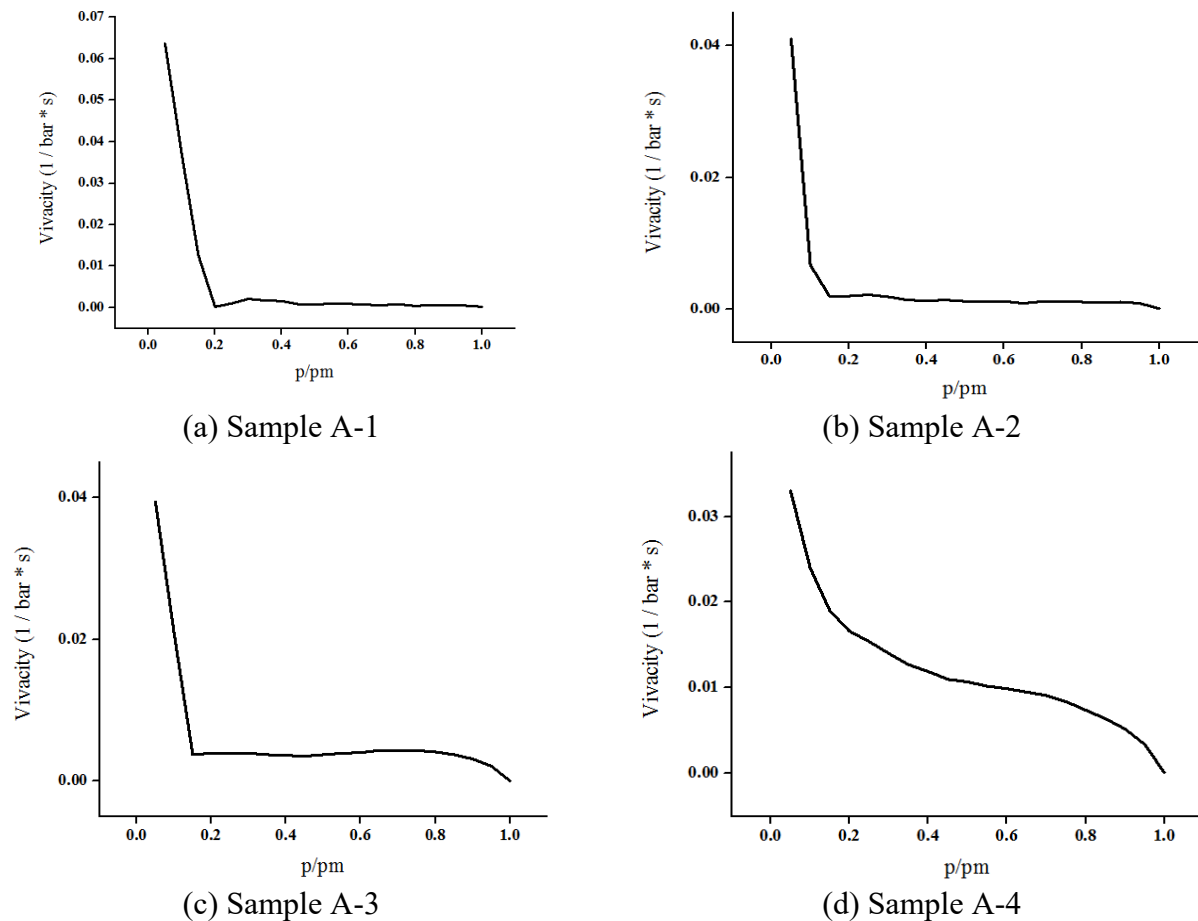 Vivacity (1 / bar * s)
0.07
0.06
0.05
0.04
0.03
0.02
0.01
0.00
0.0 0.2 0.4 0.6 0.8 1.0
p/pm
(a) Sample A-1
Vivacity (1 / bar * s)
0.04
0.02
0.00
0.0 0.2 0.4 0.6 0.8 1.0
p/pm
(b) Sample A-2
Vivacity (1 / bar * s)
0.04
0.02
0.00
0.0 0.2 0.4 0.6 0.8 1.0
p/pm
(c) Sample A-3
Vivacity (1 / bar * s)
0.03
0.02
0.01
0.00
0.0 0.2 0.4 0.6 0.8 1.0
p/pm
(d) Sample A-4